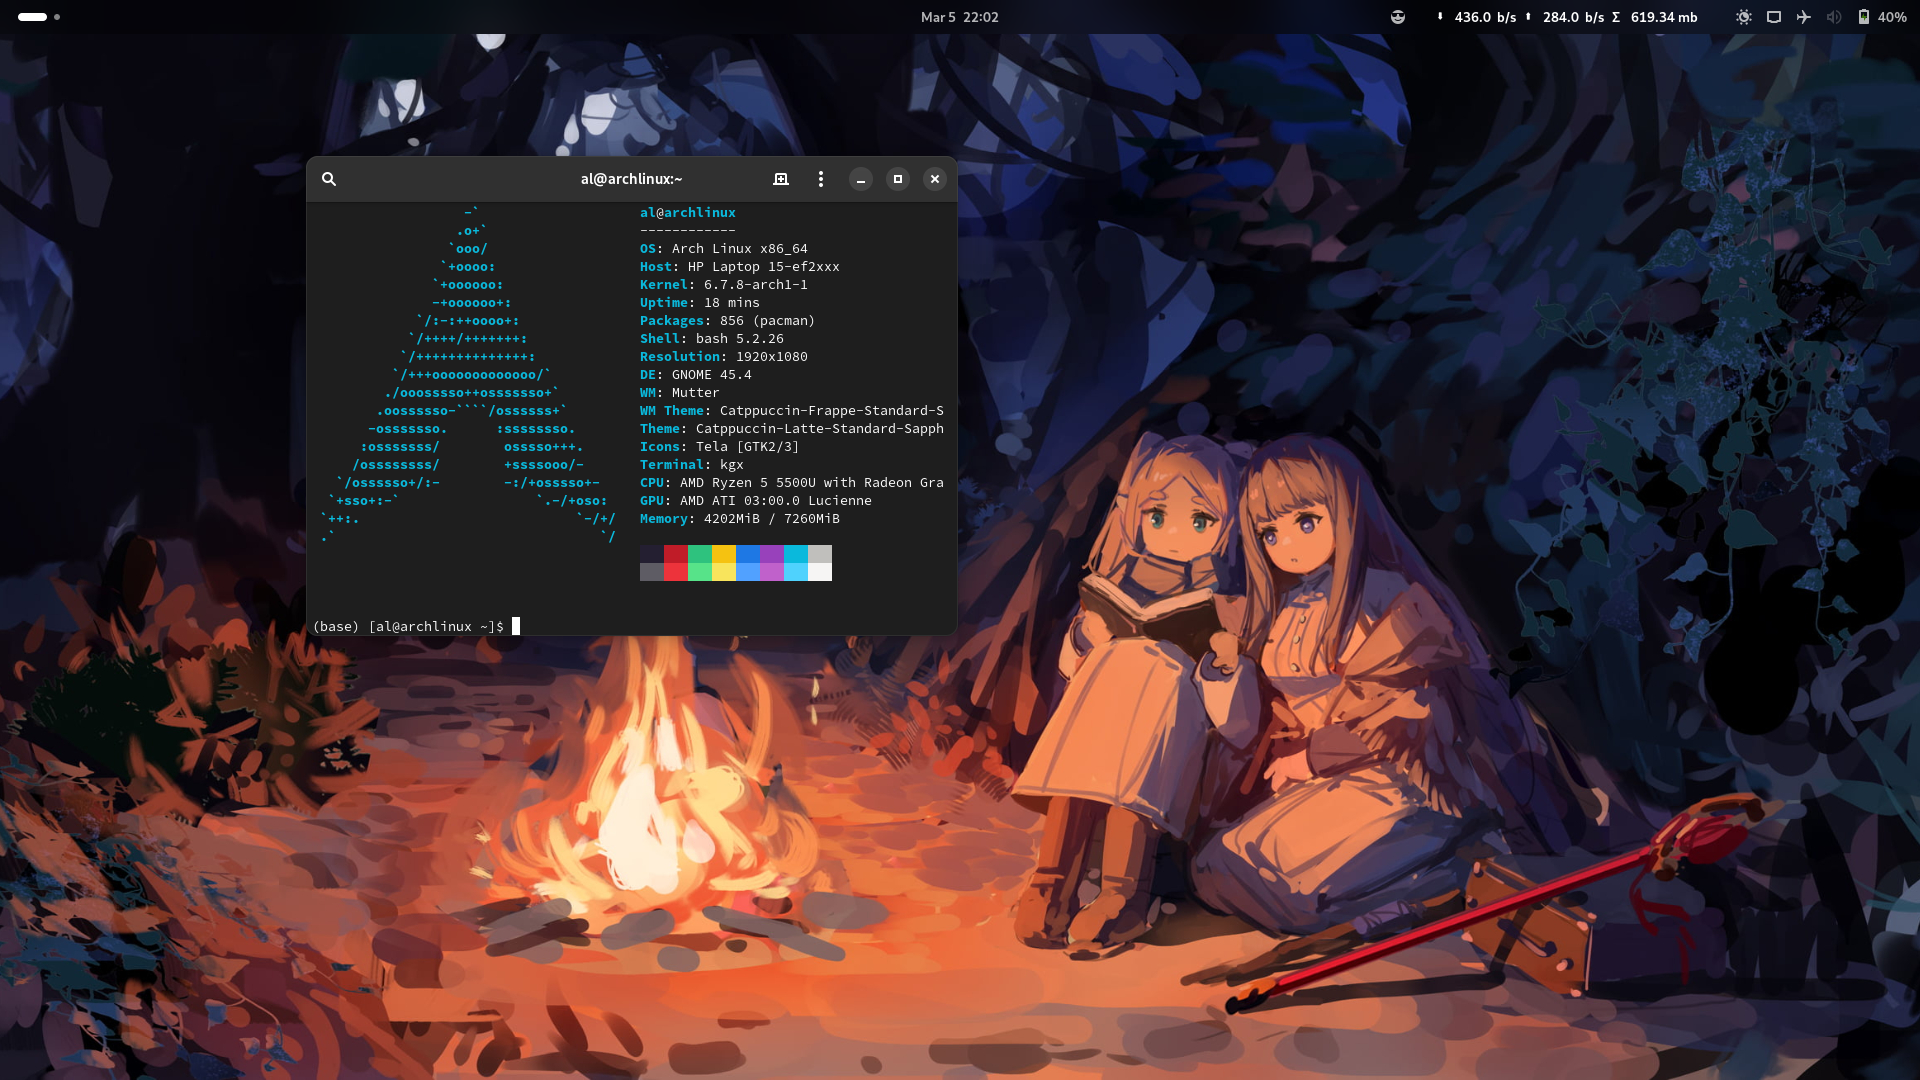 Mar 5 22:02
⬇ 436.0 b/s ⬆ 284.0 b/s Σ 619.34 mb
40%
al@archlinux:~
                   -`
                  .o+`
                 `ooo/
                `+oooo:
               `+oooooo:
               -+oooooo+:
             `/:-:++oooo+:
            `/++++/+++++++:
           `/++++++++++++++:
          `/+++ooooooooooooo/`
         ./ooosssso++osssssso+`
        .oossssso-````/ossssss+`
       -osssssso.      :ssssssso.
      :osssssss/        osssso+++.
     /ossssssss/        +ssssooo/-
   `/ossssso+/:-        -:/+osssso+-
  `+sso+:-`                 `.-/+oso:
 `++:.                           `-/+/
 .`                                 `/
al@archlinux
------------
OS: Arch Linux x86_64
Host: HP Laptop 15-ef2xxx
Kernel: 6.7.8-arch1-1
Uptime: 18 mins
Packages: 856 (pacman)
Shell: bash 5.2.26
Resolution: 1920x1080
DE: GNOME 45.4
WM: Mutter
WM Theme: Catppuccin-Frappe-Standard-S
Theme: Catppuccin-Latte-Standard-Sapph
Icons: Tela [GTK2/3]
Terminal: kgx
CPU: AMD Ryzen 5 5500U with Radeon Gra
GPU: AMD ATI 03:00.0 Lucienne
Memory: 4202MiB / 7260MiB
(base) [al@archlinux ~]$